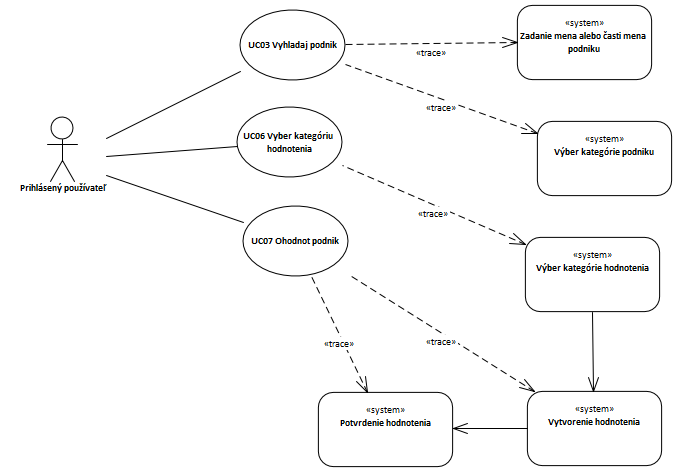 UC03 Vyhladaj podnik
«trace»
«system»
Zadanie mena alebo časti mena
podniku
«trace»
«system»
Výber kategórie podniku
Prihlásený používateľ
UC06 Vyber kategóriu
hodnotenia
«trace»
«system»
Výber kategórie hodnotenia
UC07 Ohodnot podnik
«trace»
«trace»
«system»
Potvrdenie hodnotenia
«system»
Vytvorenie hodnotenia